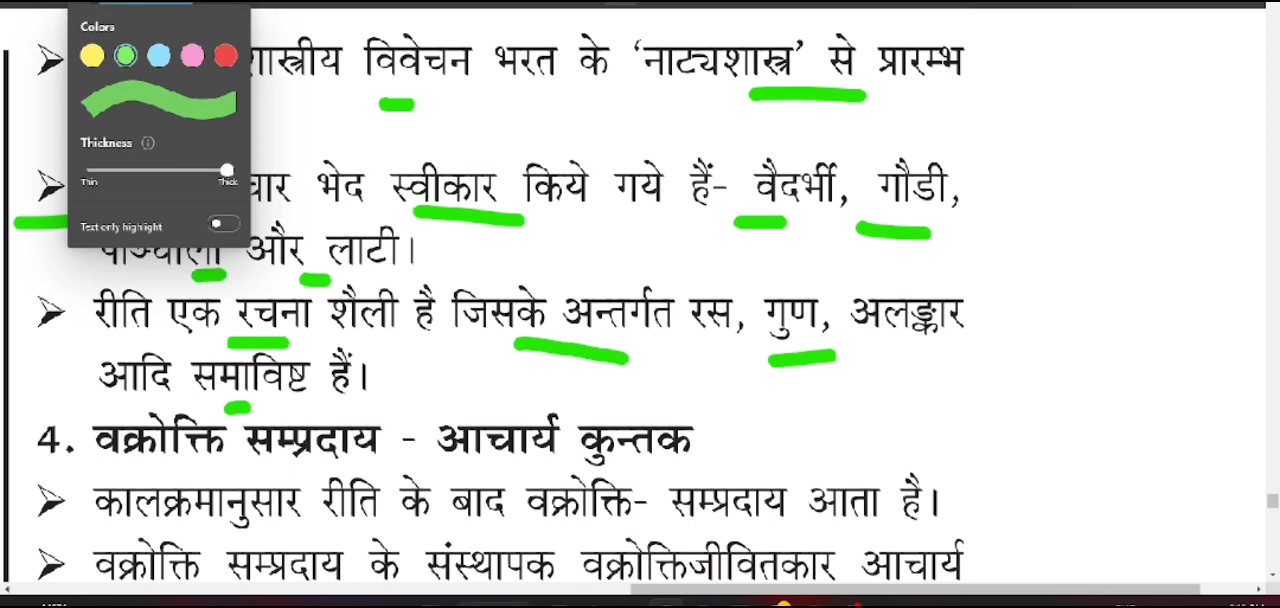 Colors
शास्त्रीय विवेचन भरत के ‘नाट्यशास्त्र’ से प्रारम्भ
Thickness
चार भेद स्वीकार किये गये हैं- वैदर्भी, गौडी,
Thin Thick
Text only highlight
पाञ्चाली और लाटी।
➢ रीति एक रचना शैली है जिसके अन्तर्गत रस, गुण, अलङ्कार
आदि समाविष्ट हैं।
4. वक्रोक्ति सम्प्रदाय - आचार्य कुन्तक
➢ कालक्रमानुसार रीति के बाद वक्रोक्ति- सम्प्रदाय आता है।
➢ वक्रोक्ति सम्प्रदाय के संस्थापक वक्रोक्तिजीवितकार आचार्य